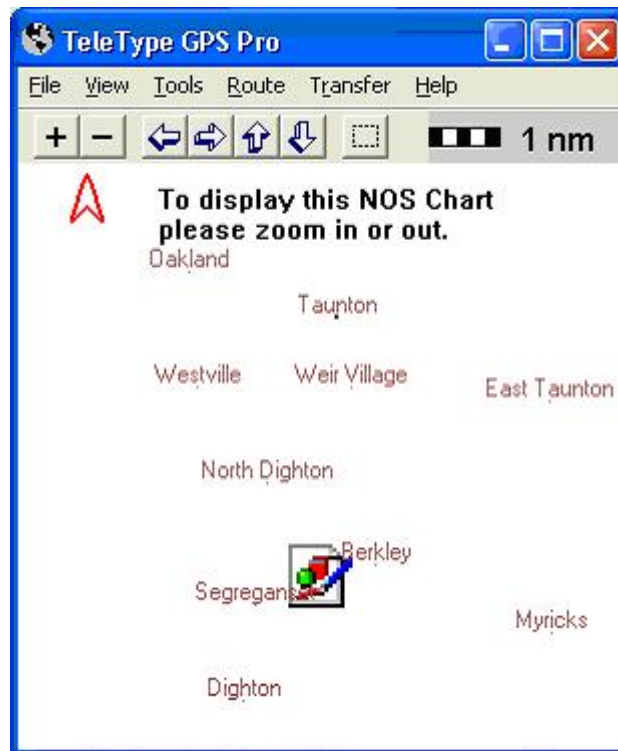 TeleType GPS Pro
File View Tools Route Transfer Help
+ − 1 nm
To display this NOS Chart
please zoom in or out.
Oakland
Taunton
Westville Weir Village East Taunton
North Dighton
Berkley
Segreganset
Myricks
Dighton